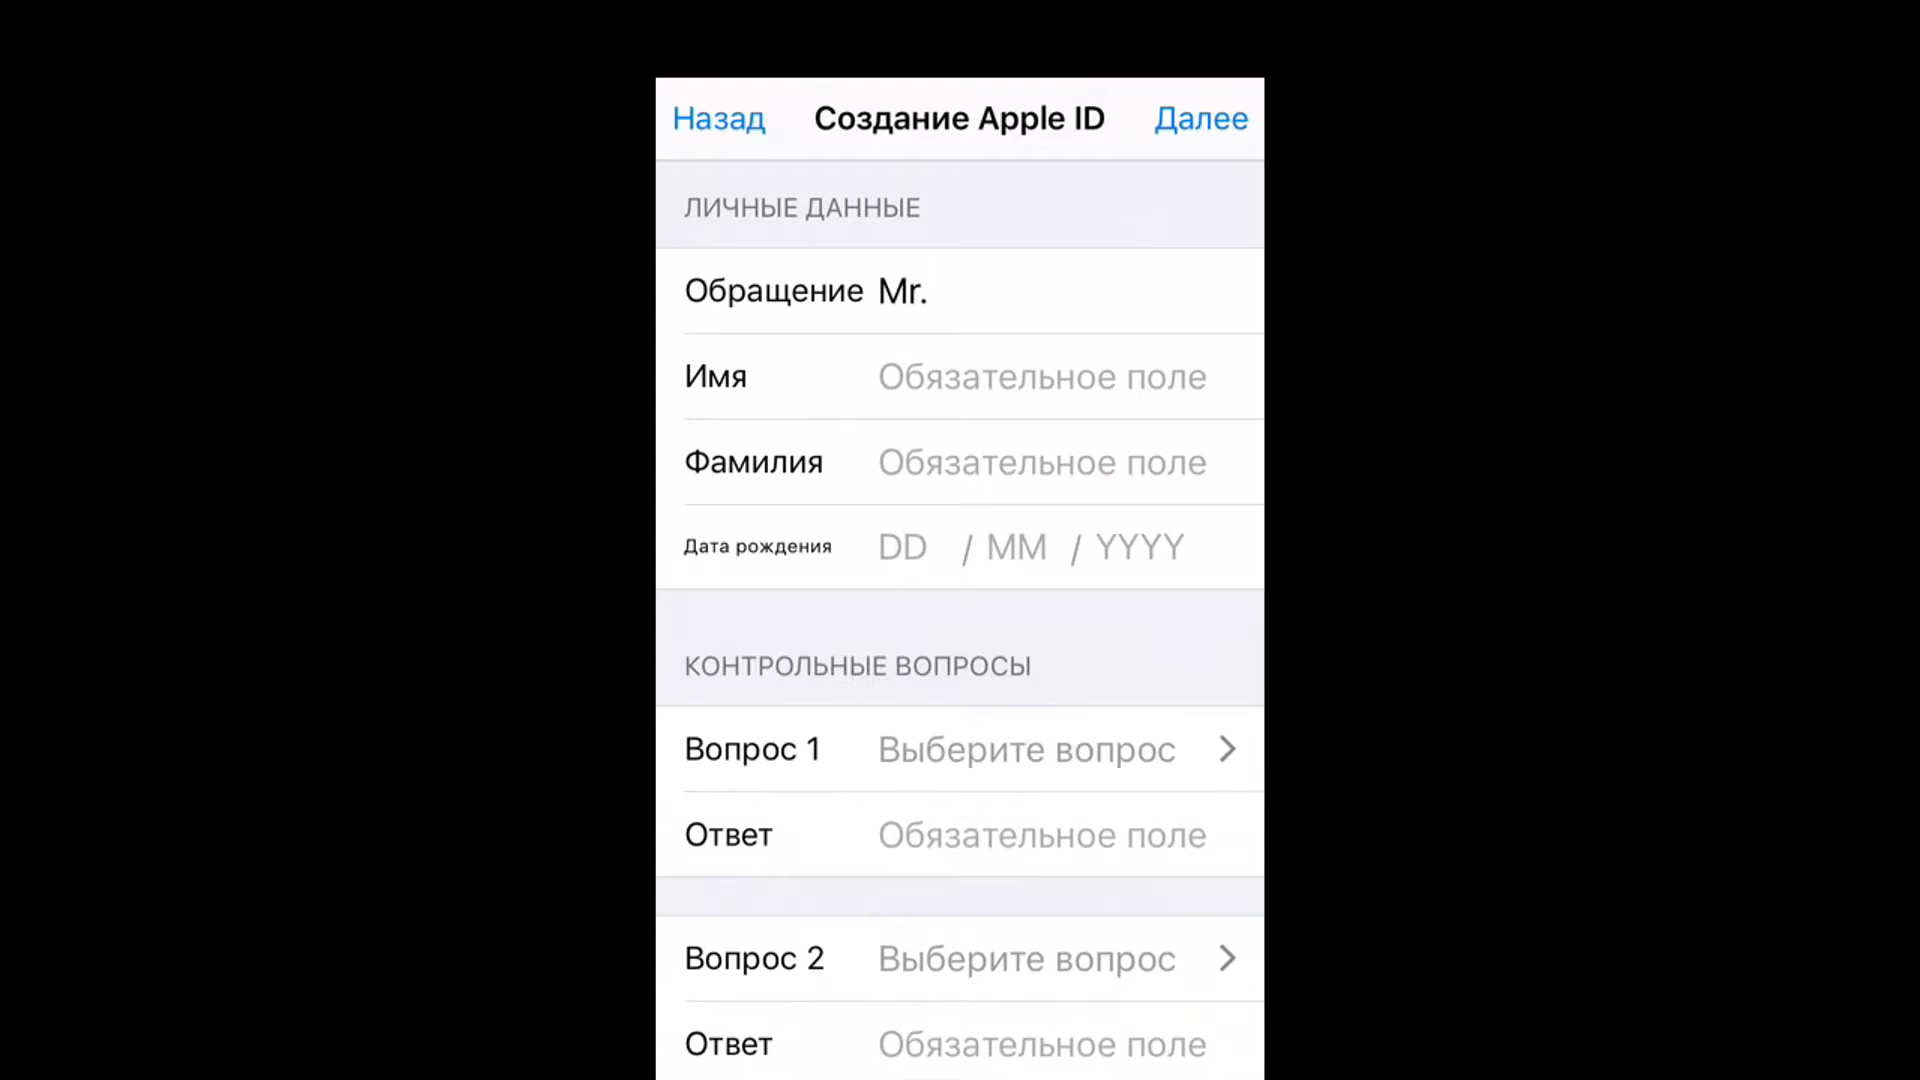 Назад Создание Apple ID Далее
ЛИЧНЫЕ ДАННЫЕ
Обращение Mr.
Имя Обязательное поле
Фамилия Обязательное поле
Дата рождения DD / MM / YYYY
КОНТРОЛЬНЫЕ ВОПРОСЫ
Вопрос 1 Выберите вопрос
Ответ Обязательное поле
Вопрос 2 Выберите вопрос
Ответ Обязательное поле